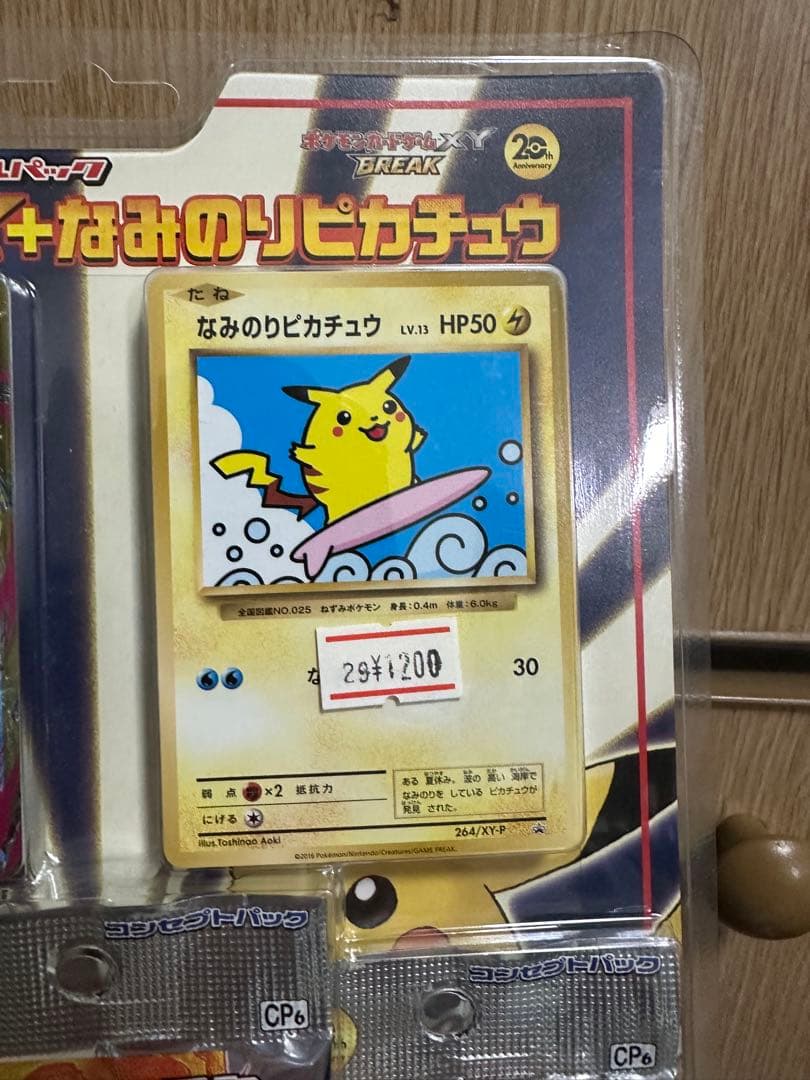 ポケモンカードゲームXY
BREAK
20th
Anniversary
パック
+なみのりピカチュウ
たね
なみのりピカチュウ LV.13 HP50
全国図鑑NO.025 ねずみポケモン 身長:0.4m 体重:6.0kg
な 30
29¥1200
弱点 ×2 抵抗力
にげる
ある 夏休み、波の 高い 海岸で
なみのりを している ピカチュウが
発見 された。
264/XY-P
illus.Toshinao Aoki
©2016 Pokémon/Nintendo/Creatures/GAME FREAK.
コンセプトパック
CP6
コンセプトパック
CP6